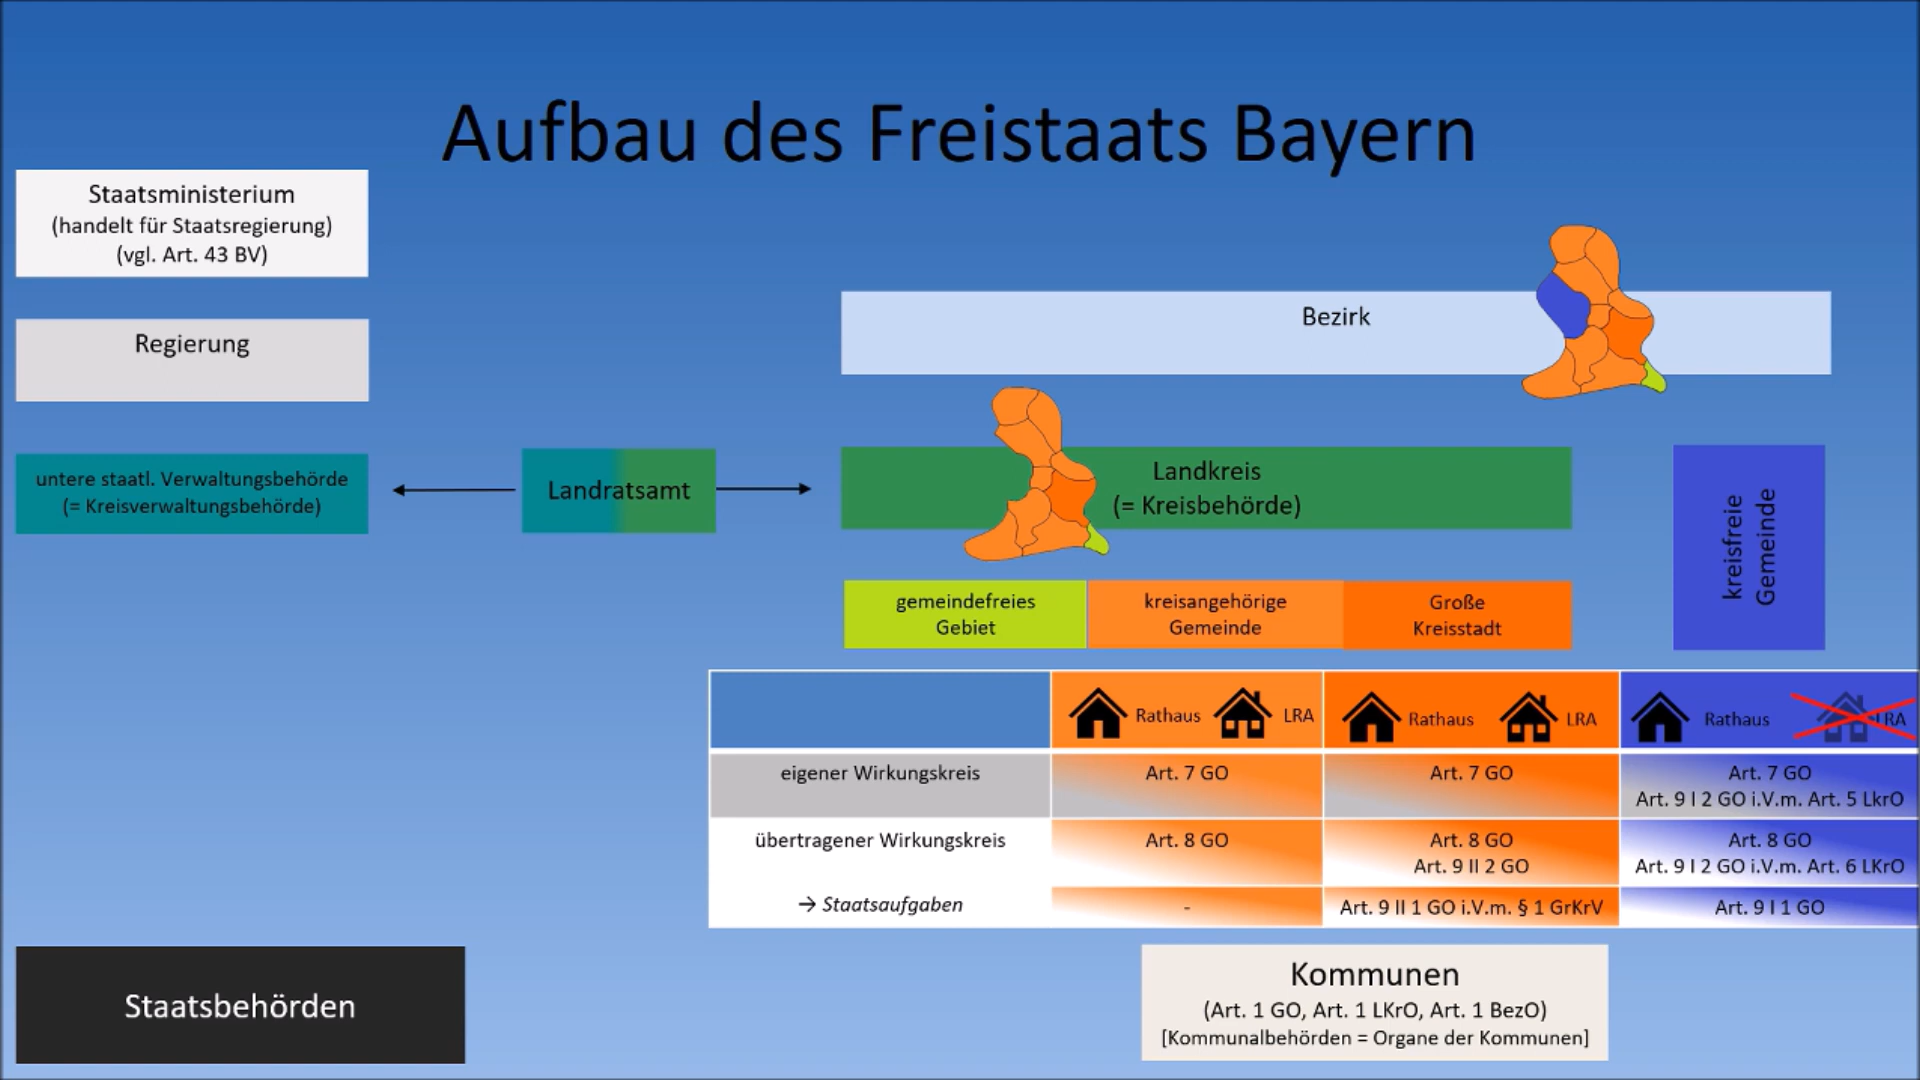 Aufbau des Freistaats Bayern
Staatsministerium
(handelt für Staatsregierung)
(vgl. Art. 43 BV)
Regierung
Bezirk
untere staatl. Verwaltungsbehörde
(= Kreisverwaltungsbehörde)
Landratsamt
Landkreis
(= Kreisbehörde)
kreisfreie
Gemeinde
gemeindefreies
Gebiet
kreisangehörige
Gemeinde
Große
Kreisstadt
Rathaus LRA Rathaus LRA Rathaus LRA
eigener Wirkungskreis
Art. 7 GO
Art. 7 GO
Art. 7 GO
Art. 9 I 2 GO i.V.m. Art. 5 LkrO
übertragener Wirkungskreis
Art. 8 GO
Art. 8 GO
Art. 9 II 2 GO
Art. 8 GO
Art. 9 I 2 GO i.V.m. Art. 6 LKrO
→ Staatsaufgaben
-
Art. 9 II 1 GO i.V.m. § 1 GrKrV
Art. 9 I 1 GO
Staatsbehörden
Kommunen
(Art. 1 GO, Art. 1 LKrO, Art. 1 BezO)
[Kommunalbehörden = Organe der Kommunen]